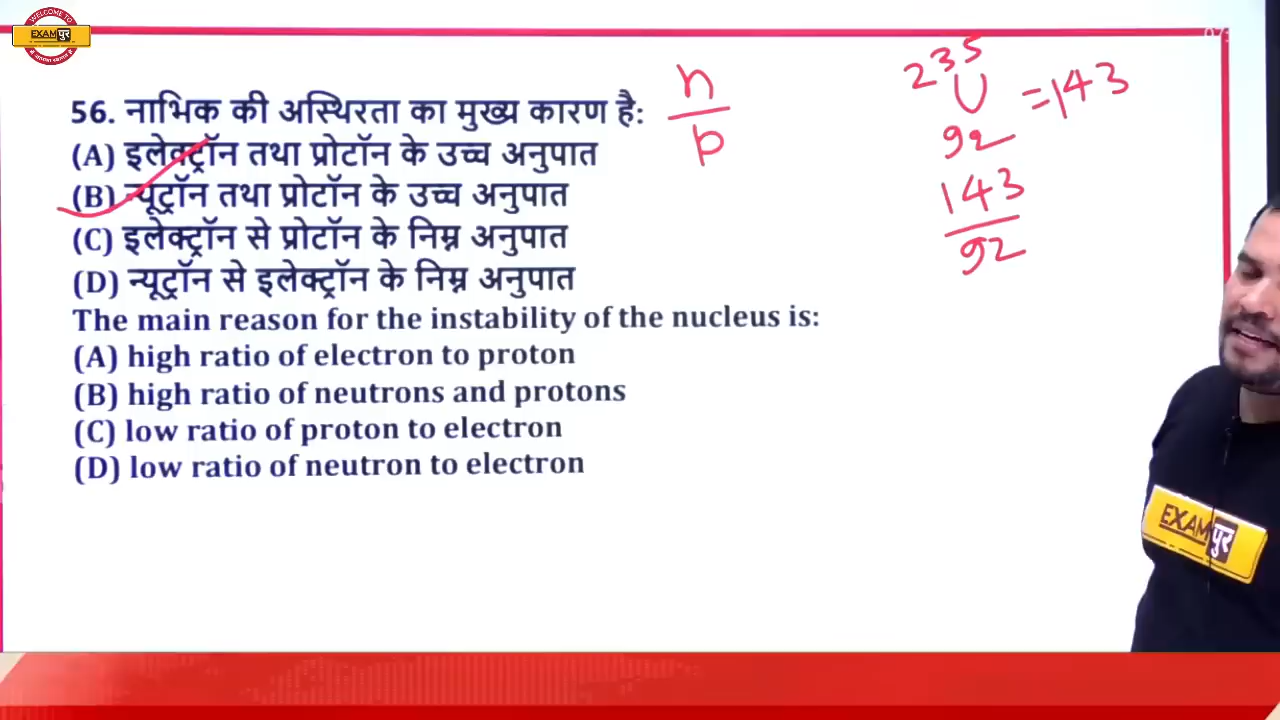 WELCOME TO
EXAMपुर
56. नाभिक की अस्थिरता का मुख्य कारण है:
(A) इलेक्ट्रॉन तथा प्रोटॉन के उच्च अनुपात
(B) न्यूट्रॉन तथा प्रोटॉन के उच्च अनुपात
(C) इलेक्ट्रॉन से प्रोटॉन के निम्न अनुपात
(D) न्यूट्रॉन से इलेक्ट्रॉन के निम्न अनुपात
The main reason for the instability of the nucleus is:
(A) high ratio of electron to proton
(B) high ratio of neutrons and protons
(C) low ratio of proton to electron
(D) low ratio of neutron to electron
n
p
235
U = 143
92
143
92
EXAMपुर